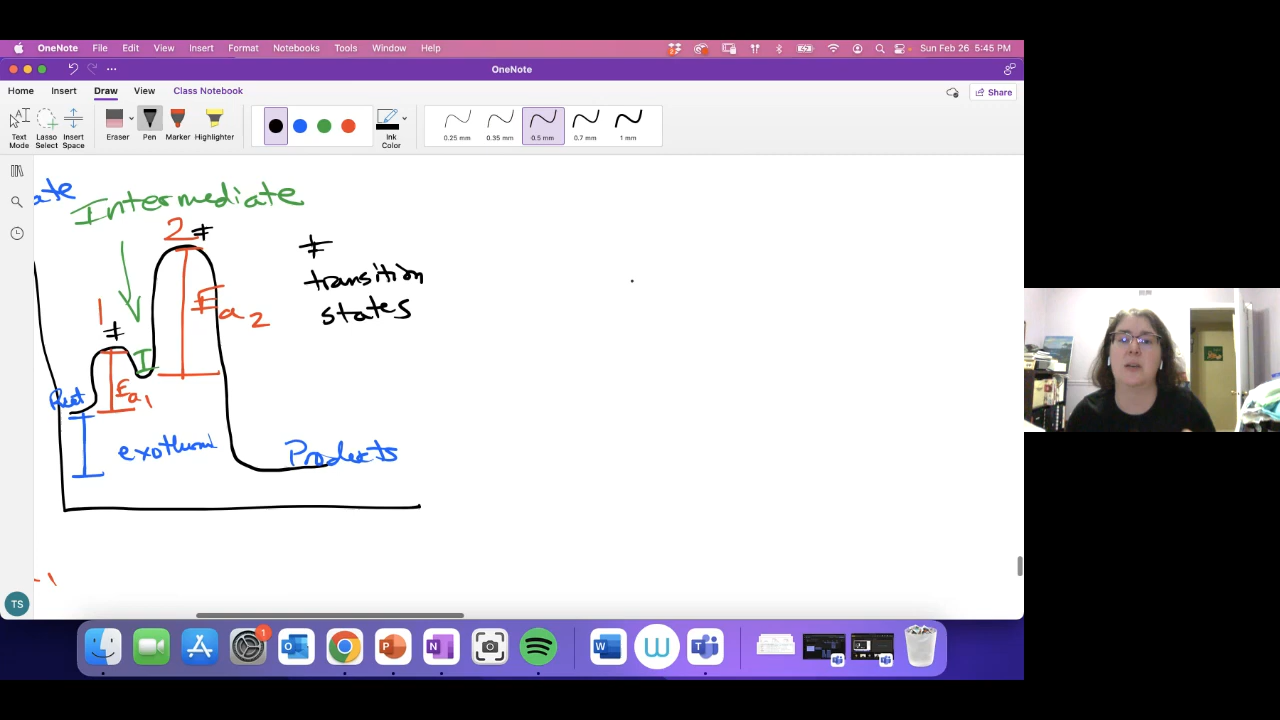 OneNote File Edit View Insert Format Notebooks Tools Window Help Sun Feb 26 5:45 PM
OneNote
Home Insert Draw View Class Notebook Share
Text Mode Lasso Select Insert Space Eraser Pen Marker Highlighter Ink Color 0.25 mm 0.35 mm 0.5 mm 0.7 mm 1 mm
ate
Intermediate
2 ‡
‡
transition
states
1
‡
Ea2
I
Ea1
exothermi
Products
-1
TS
1